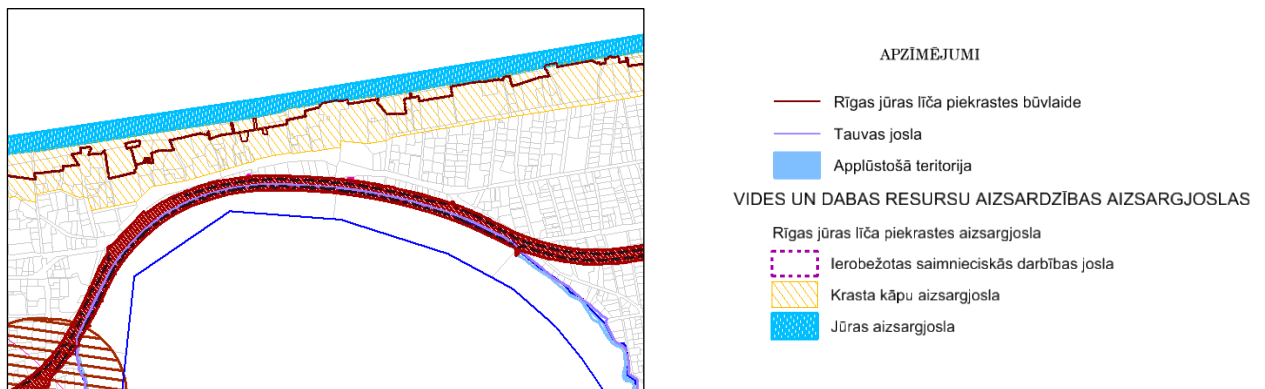 APZĪMĒJUMI
Rīgas jūras līča piekrastes būvlaide
Tauvas josla
Applūstošā teritorija
VIDES UN DABAS RESURSU AIZSARDZĪBAS AIZSARGJOSLAS
Rīgas jūras līča piekrastes aizsargjosla
Ierobežotas saimnieciskās darbības josla
Krasta kāpu aizsargjosla
Jūras aizsargjosla